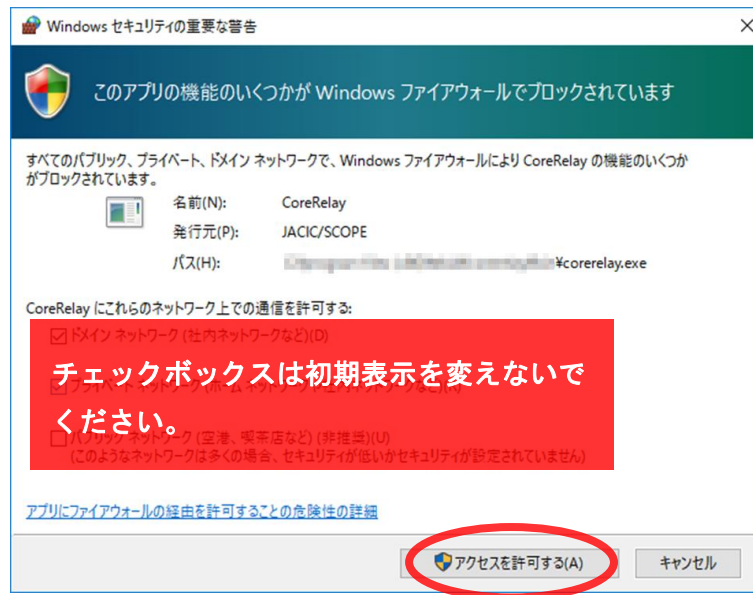 Windows セキュリティの重要な警告
このアプリの機能のいくつかが Windows ファイアウォールでブロックされています
すべてのパブリック、プライベート、ドメイン ネットワークで、Windows ファイアウォールにより CoreRelay の機能のいくつか
がブロックされています。
名前(N): CoreRelay
発行元(P): JACIC/SCOPE
パス(H): ¥corerelay.exe
CoreRelay にこれらのネットワーク上での通信を許可する:
ドメイン ネットワーク (社内ネットワークなど)(D)
チェックボックスは初期表示を変えないで
ください。
パブリック ネットワーク (空港、喫茶店など) (非推奨)(U)
(このようなネットワークは多くの場合、セキュリティが低いかセキュリティが設定されていません)
アプリにファイアウォールの経由を許可することの危険性の詳細
アクセスを許可する(A) キャンセル